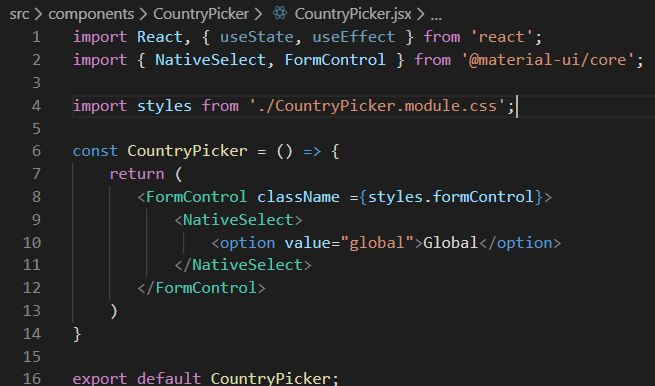 src > components > CountryPicker > CountryPicker.jsx > ...
1 import React, { useState, useEffect } from 'react';
2 import { NativeSelect, FormControl } from '@material-ui/core';
3
4 import styles from './CountryPicker.module.css';
5
6 const CountryPicker = () => {
7     return (
8         <FormControl className ={styles.formControl}>
9             <NativeSelect>
10                 <option value="global">Global</option>
11             </NativeSelect>
12         </FormControl>
13     )
14 }
15
16 export default CountryPicker;